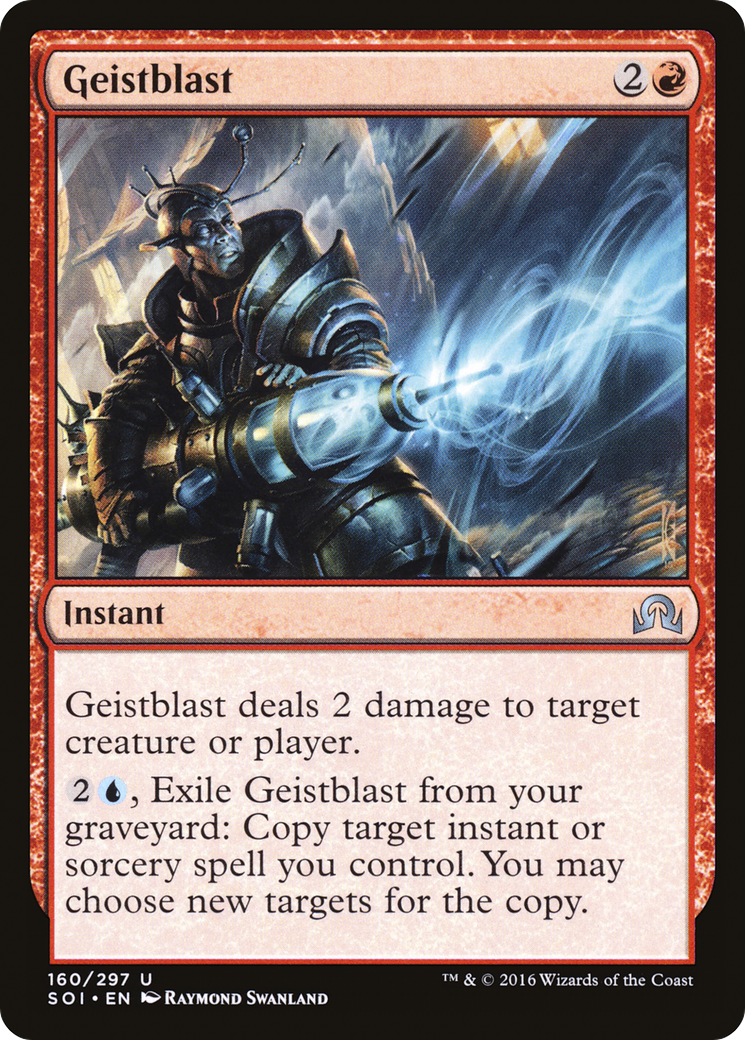 Geistblast 2
Instant
Geistblast deals 2 damage to target
creature or player.
2, Exile Geistblast from your
graveyard: Copy target instant or
sorcery spell you control. You may
choose new targets for the copy.
160/297 U
SOI • EN Raymond Swanland
™ & © 2016 Wizards of the Coast